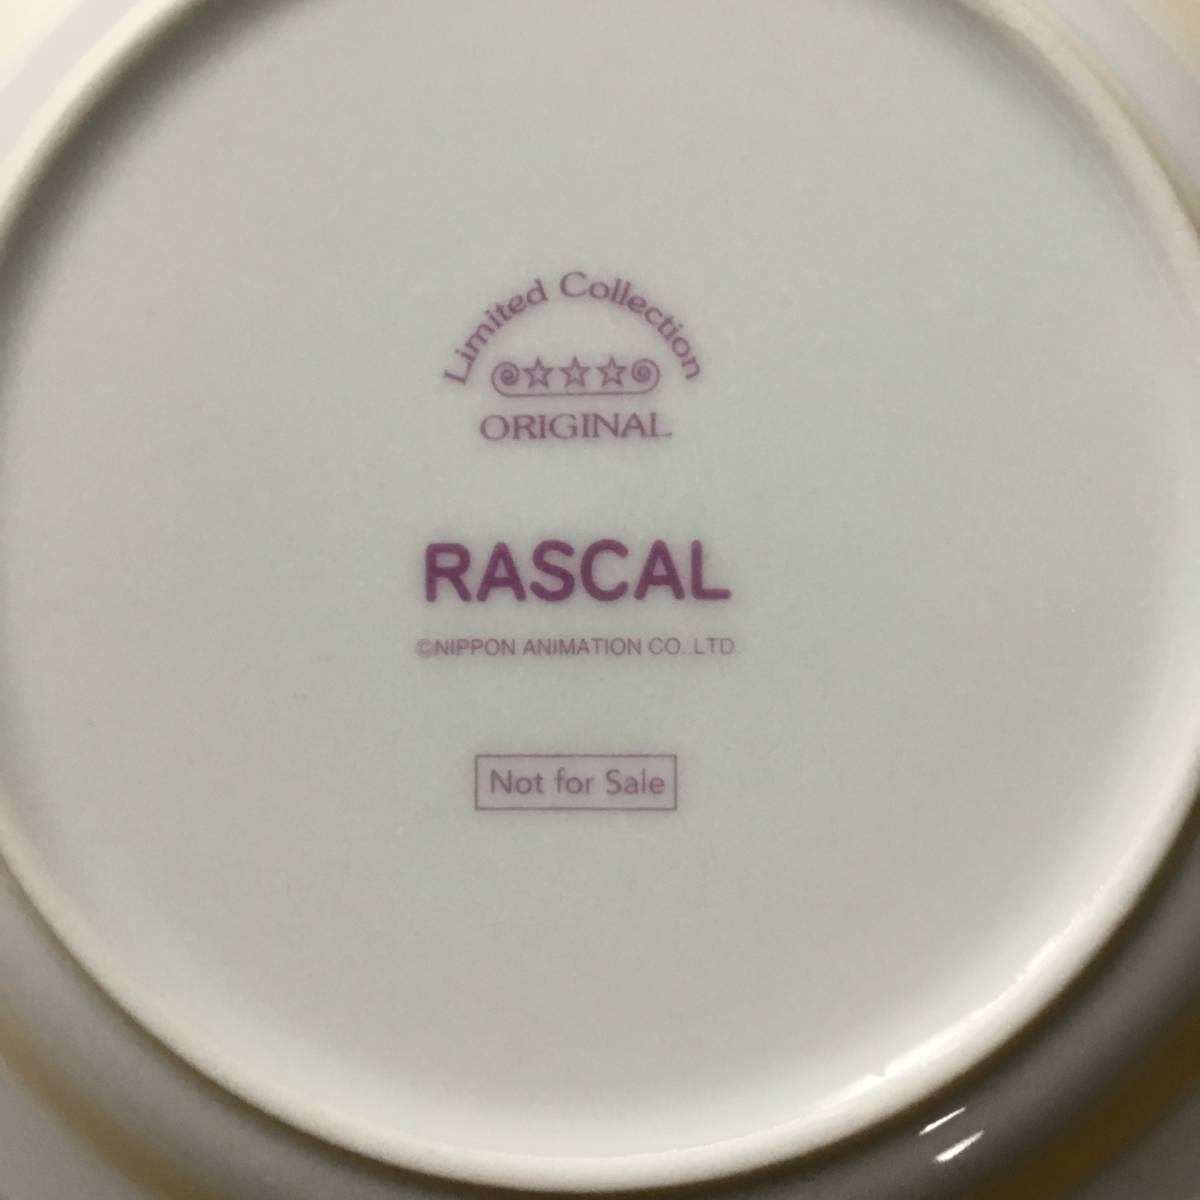 Limited Collection
ORIGINAL
RASCAL
©NIPPON ANIMATION CO.,LTD.
Not for Sale